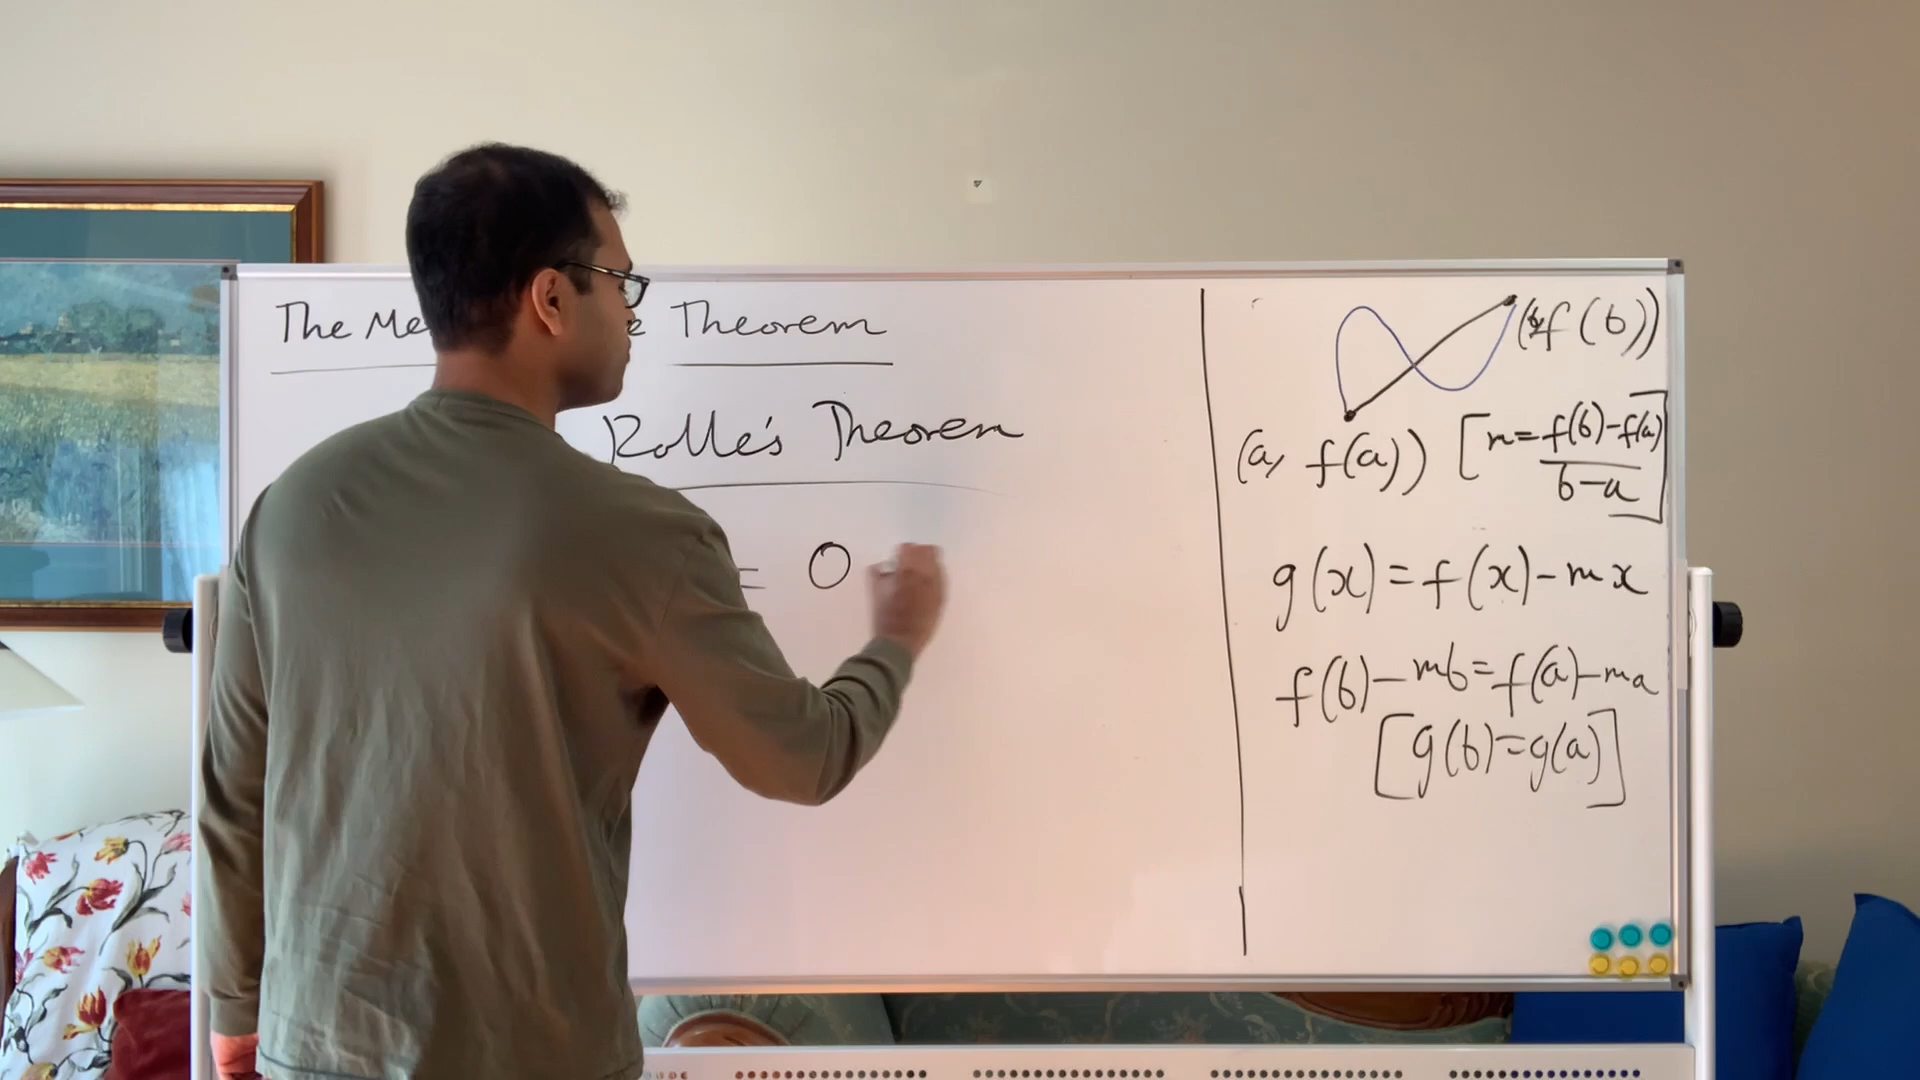 The Me e Theorem
Rolle's Theorem
= 0
(b, f(b))
(a, f(a))
[m = f(b)-f(a)
b-a]
g(x) = f(x) - mx
f(b) - mb = f(a) - ma
[g(b) = g(a)]